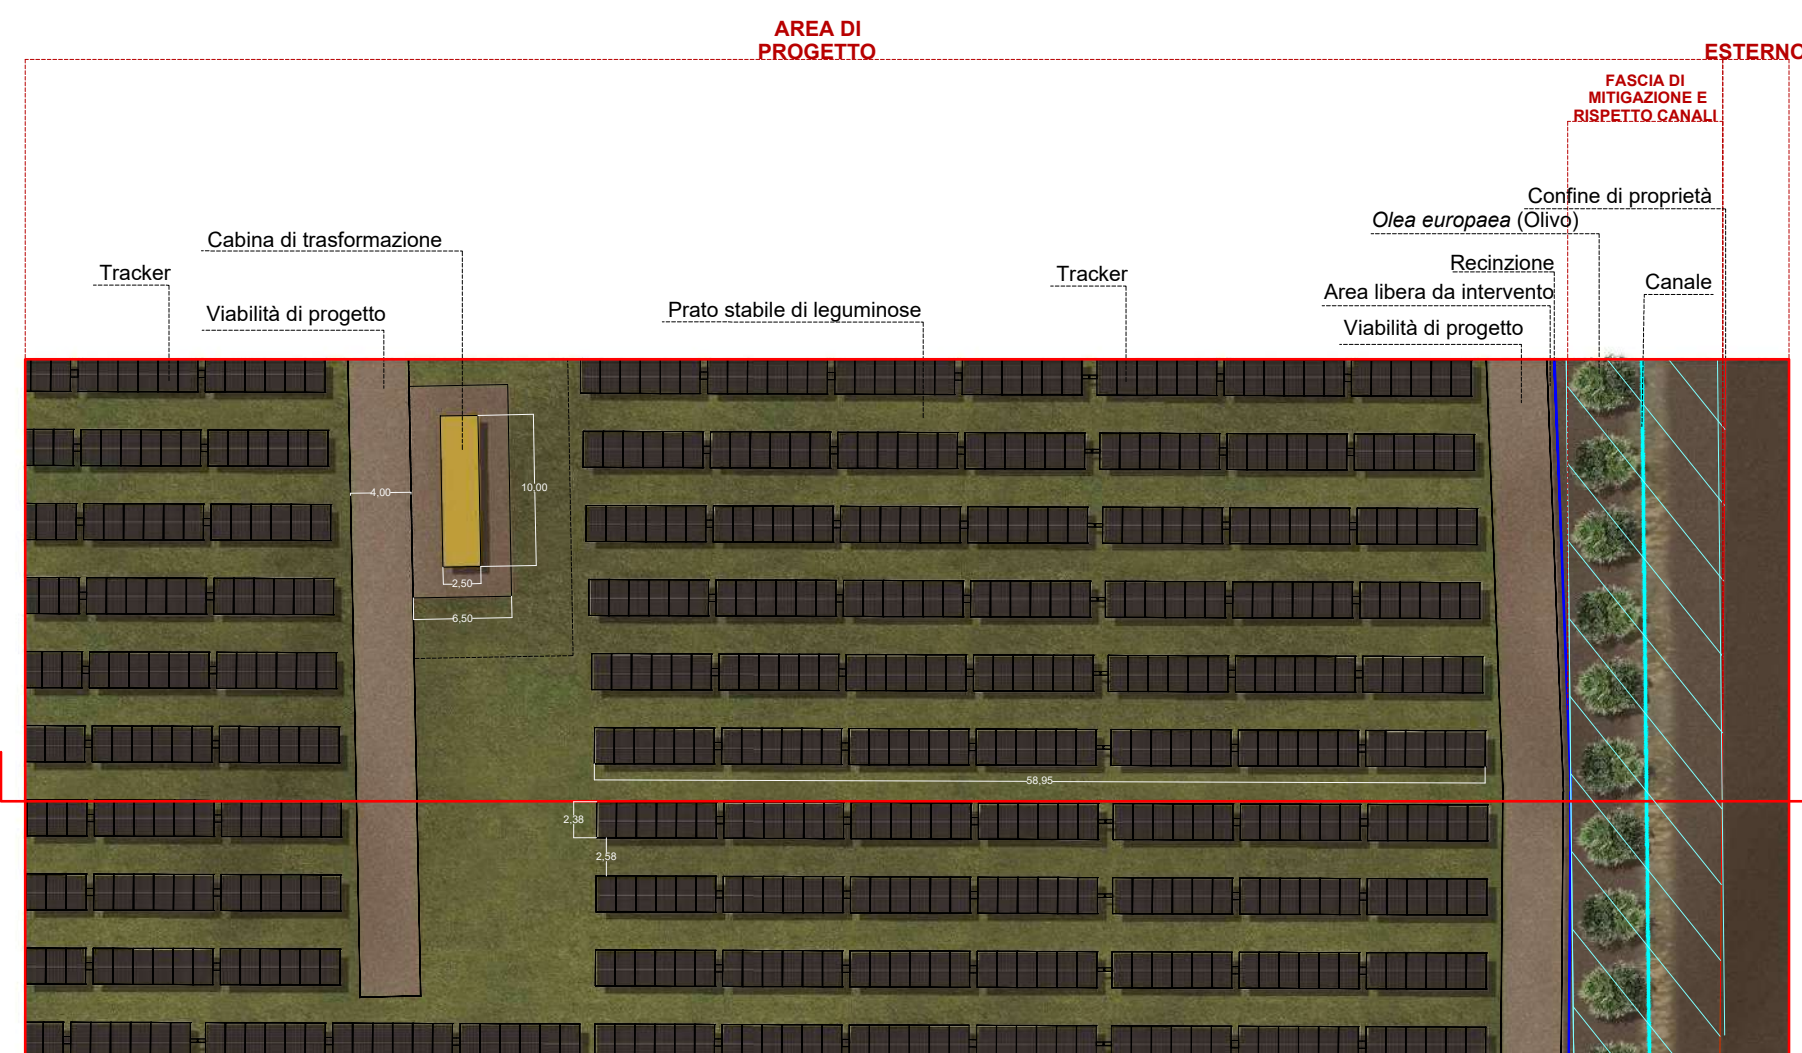 AREA DI
PROGETTO
ESTERNO
FASCIA DI
MITIGAZIONE E
RISPETTO CANALI
Confine di proprietà
Olea europaea (Olivo)
Cabina di trasformazione
Recinzione
Tracker
Tracker
Canale
Area libera da intervento
Viabilità di progetto
Prato stabile di leguminose
Viabilità di progetto
4,00
10,00
2,50
6,50
58,95
2,38
2,58